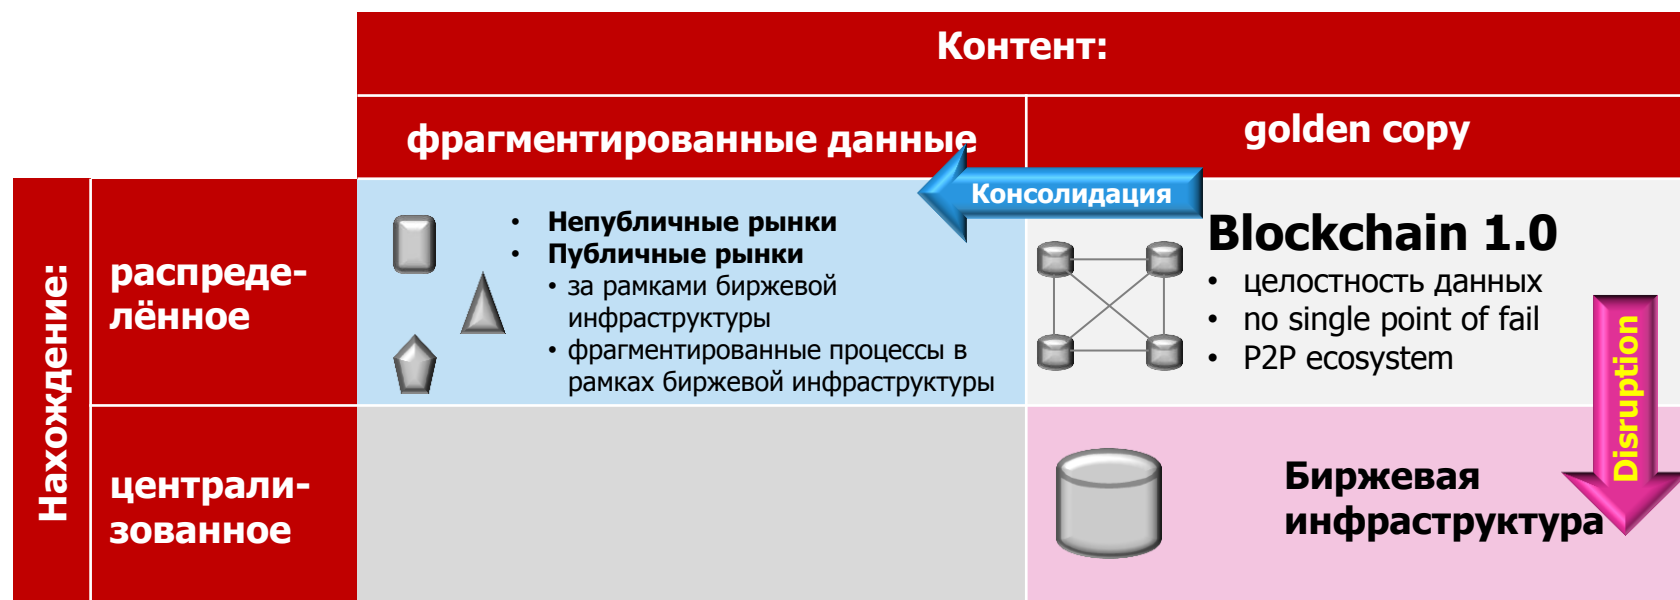 Контент:
фрагментированные данные
golden copy
Нахождение:
распреде-
лённое
• Непубличные рынки
• Публичные рынки
• за рамками биржевой
инфраструктуры
• фрагментированные процессы в
рамках биржевой инфраструктуры
Консолидация
Blockchain 1.0
• целостность данных
• no single point of fail
• P2P ecosystem
Disruption
централи-
зованное
Биржевая
инфраструктура